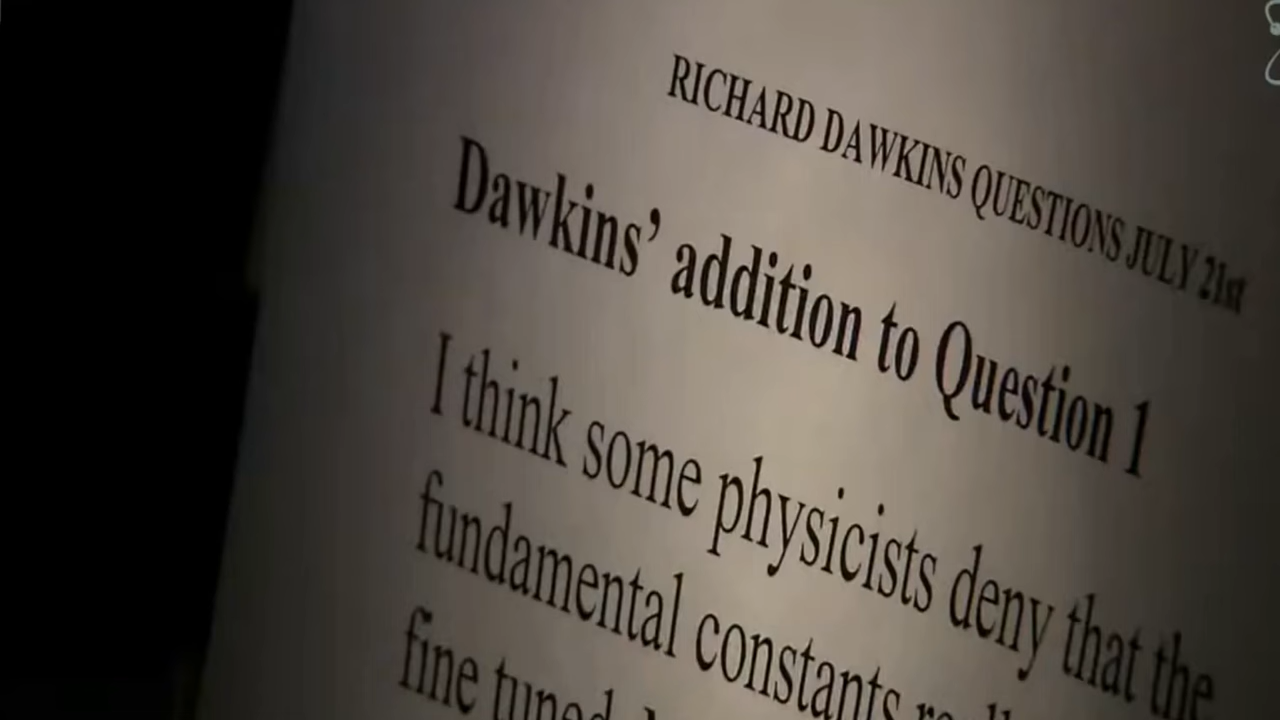 RICHARD DAWKINS QUESTIONS JULY 21st
Dawkins’ addition to Question 1
I think some physicists deny that the
fundamental constants
fine tuned